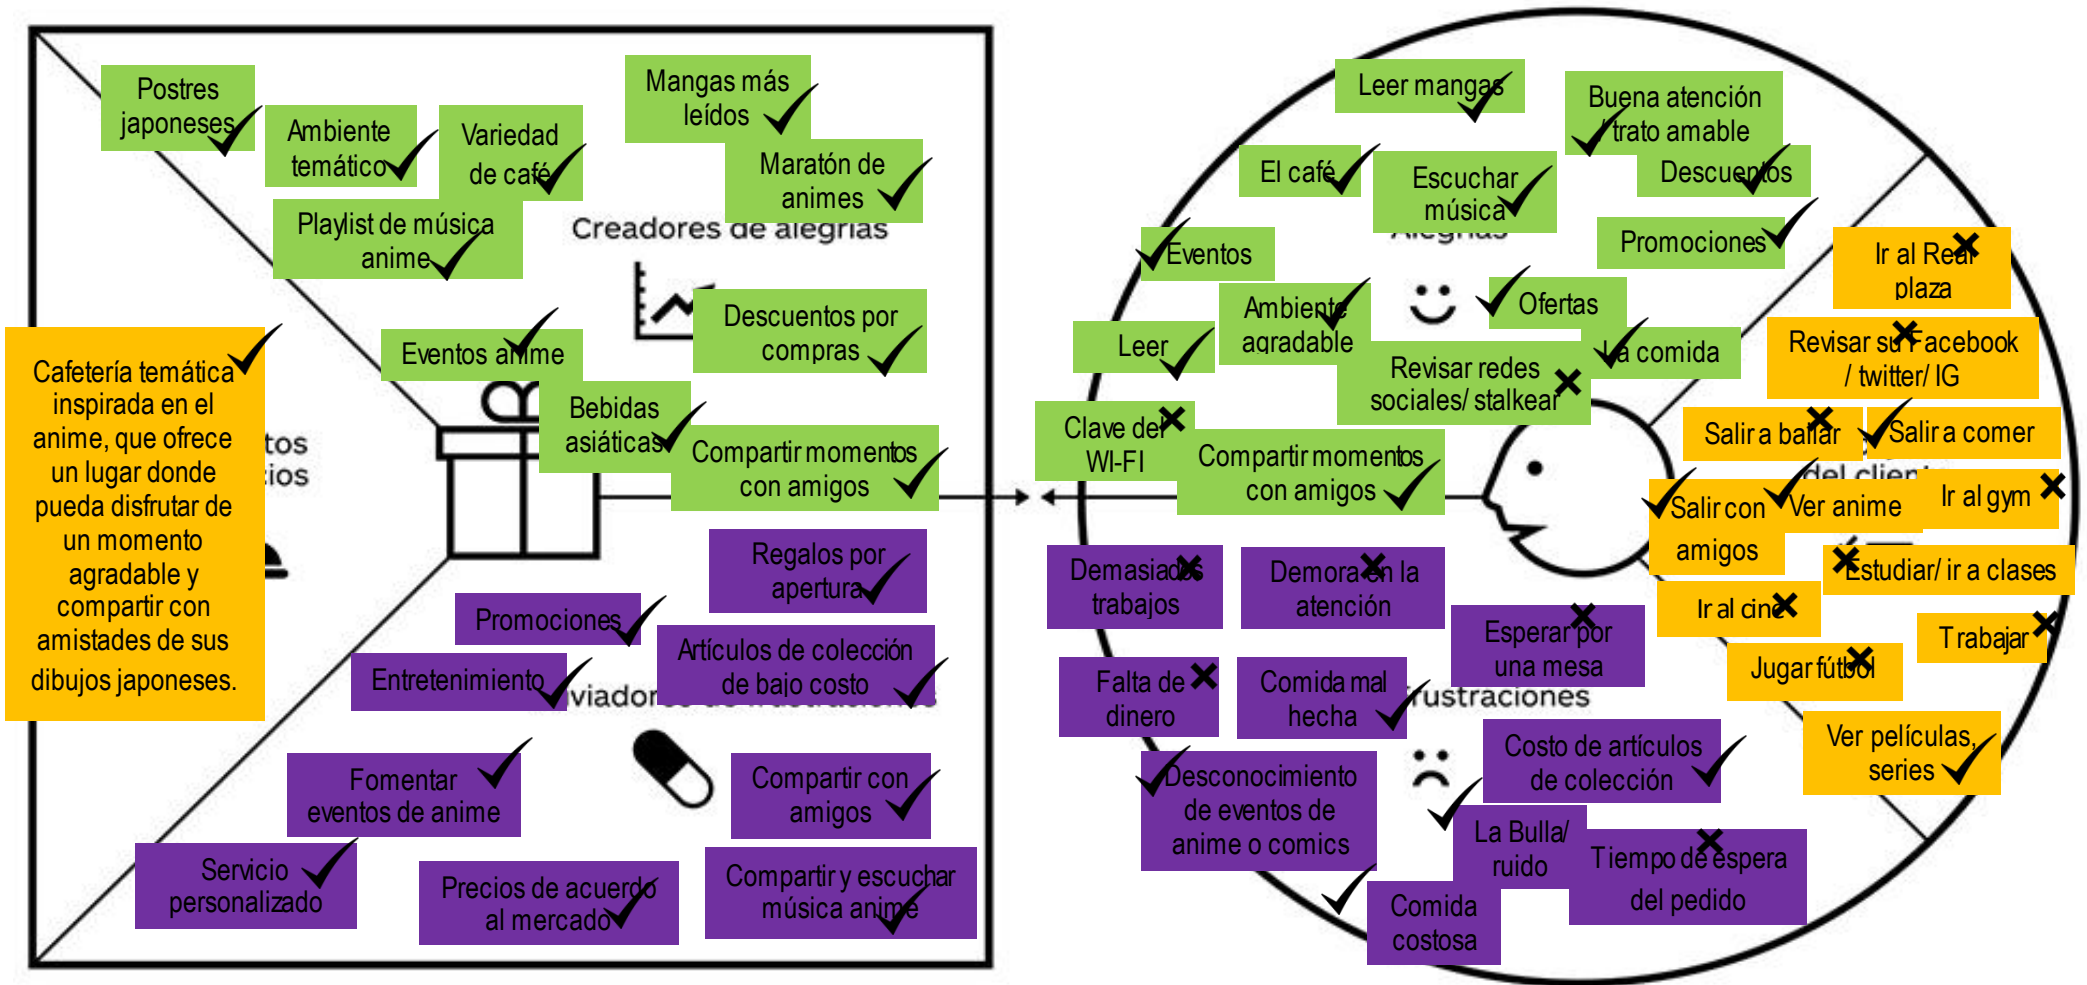 Postres
japoneses
Ambiente
temático
Variedad
de café
Mangas más
leídos
Maratón de
animes
Playlist de música
anime
Creadores de alegrías
Descuentos por
compras
Eventos anime
Bebidas
asiáticas
Compartir momentos
con amigos
Cafetería temática
inspirada en el
anime, que ofrece
un lugar donde
pueda disfrutar de
un momento
agradable y
compartir con
amistades de sus
dibujos japoneses.
tos
ios
Regalos por
apertura
Promociones
Artículos de colección
de bajo costo
Entretenimiento
Fomentar
eventos de anime
Compartir con
amigos
Servicio
personalizado
Precios de acuerdo
al mercado
Compartir y escuchar
música anime
Leer mangas
Buena atención
/ trato amable
El café
Escuchar
música
Descuentos
Promociones
Alegrías
Eventos
Ambiente
agradable
Ofertas
Leer
Revisar redes
sociales/ stalkear
La comida
Clave del
WI-FI
Compartir momentos
con amigos
Ir al Real
plaza
Revisar su Facebook
/ twitter/ IG
Salir a bailar
Salir a comer
del cliente
Salir con
amigos
Ver anime
Ir al gym
Estudiar/ ir a clases
Ir al cine
Trabajar
Jugar fútbol
Ver películas,
series
Demasiados
trabajos
Demora en la
atención
Esperar por
una mesa
Falta de
dinero
Comida mal
hecha
Frustraciones
Costo de artículos
de colección
Desconocimiento
de eventos de
anime o comics
La Bulla/
ruido
Tiempo de espera
del pedido
Comida
costosa